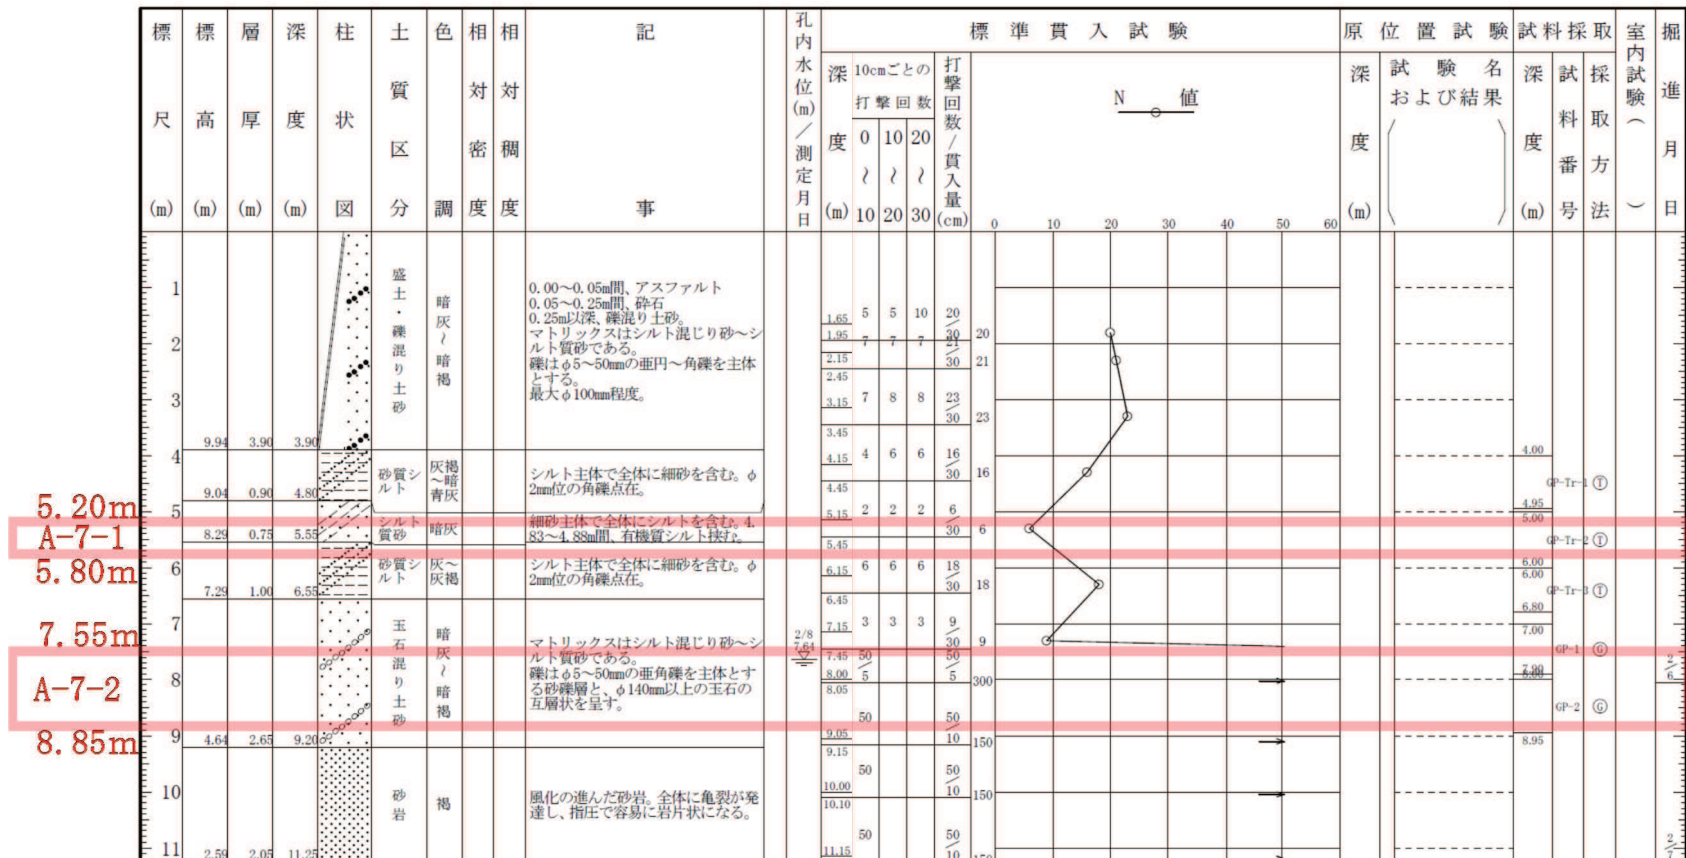 標尺(m)
標高(m)
層厚(m)
深度(m)
柱状図
土質区分
色調
相対密度
相対稠度
記事
孔内水位(m)/測定月日
標準貫入試験
深度(m)
10cmごとの
打撃回数
0〜10
10〜20
20〜30
打撃回数/貫入量(cm)
N 値
0 10 20 30 40 50 60
原位置試験
深度(m)
試験名
および結果
試料採取
深度(m)
試料番号
採取方法
室内試験( )
掘進月日
1
2
3
4
5
6
7
8
9
10
11
9.94 3.90 3.90
盛土・礫混り土砂
暗灰〜暗褐
0.00〜0.05m間、アスファルト
0.05〜0.25m間、砕石
0.25m以深、礫混り土砂。
マトリックスはシルト混じり砂〜シ
ルト質砂である。
礫はφ5〜50mmの亜円〜角礫を主体
とする。
最大φ100mm程度。
9.04 0.90 4.80
砂質シ
ルト
灰褐
〜暗
青灰
シルト主体で全体に細砂を含む。φ
2mm位の角礫点在。
5.20m
A-7-1
5.80m
8.29 0.75 5.55
シルト
質砂
暗灰
細砂主体で全体にシルトを含む。4.
83〜4.88m間、有機質シルト挟む。
7.29 1.00 6.55
砂質シ
ルト
灰〜
灰褐
シルト主体で全体に細砂を含む。φ
2mm位の角礫点在。
7.55m
A-7-2
8.85m
4.64 2.65 9.20
玉石混り土砂
暗灰〜暗褐
マトリックスはシルト混じり砂〜シ
ルト質砂である。
礫はφ5〜50mmの亜角礫を主体とす
る砂礫層と、φ140mm以上の玉石の
互層状を呈す。
2.59 2.05 11.25
砂岩
褐
風化の進んだ砂岩。全体に亀裂が発
達し、指圧で容易に岩片状になる。
2/8
7.64
1.65 5 5 10 20/30 20
1.95
7 7 7 21/30 21
2.15
2.45
3.15 7 8 8 23/30 23
3.45
4.15 4 6 6 16/30 16
4.45
5.15 2 2 2 6/30 6
5.45
6.15 6 6 6 18/30 18
6.45
7.15 3 3 3 9/30 9
7.45
8.00 50/5 50/5 300
8.05
9.05 50 50/10 150
9.15
10.00 50 50/10 150
10.10
11.15 50 50/10 150
4.00
GP-Tr-1 T
4.95
5.00
GP-Tr-2 T
6.00
6.00
GP-Tr-3 T
6.80
7.00
GP-1 G
7.90
8.00
GP-2 G
8.95
2/6
2/7